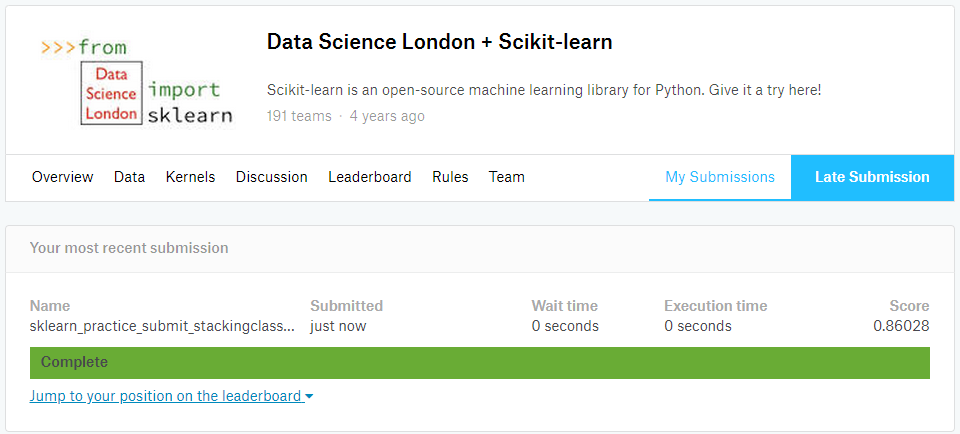 >>>from
Data
Science
London
import
sklearn
Data Science London + Scikit-learn
Scikit-learn is an open-source machine learning library for Python. Give it a try here!
191 teams · 4 years ago
Overview Data Kernels Discussion Leaderboard Rules Team My Submissions Late Submission
Your most recent submission
Name Submitted Wait time Execution time Score
sklearn_practice_submit_stackingclass... just now 0 seconds 0 seconds 0.86028
Complete
Jump to your position on the leaderboard